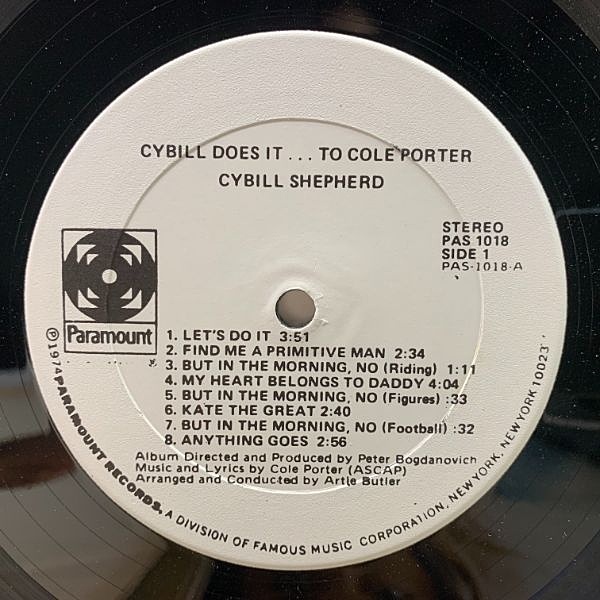 CYBILL DOES IT... TO COLE PORTER
CYBILL SHEPHERD
STEREO
PAS 1018
SIDE 1
PAS-1018-A
Paramount
1. LET'S DO IT 3:51
2. FIND ME A PRIMITIVE MAN 2:34
3. BUT IN THE MORNING, NO (Riding) 1:11
4. MY HEART BELONGS TO DADDY 4:04
5. BUT IN THE MORNING, NO (Figures) :33
6. KATE THE GREAT 2:40
7. BUT IN THE MORNING, NO (Football) :32
8. ANYTHING GOES 2:56
Album Directed and Produced by Peter Bogdanovich
Music and Lyrics by Cole Porter (ASCAP)
Arranged and Conducted by Artie Butler
℗1974 PARAMOUNT RECORDS, A DIVISION OF FAMOUS MUSIC CORPORATION, NEW YORK, NEW YORK 10023